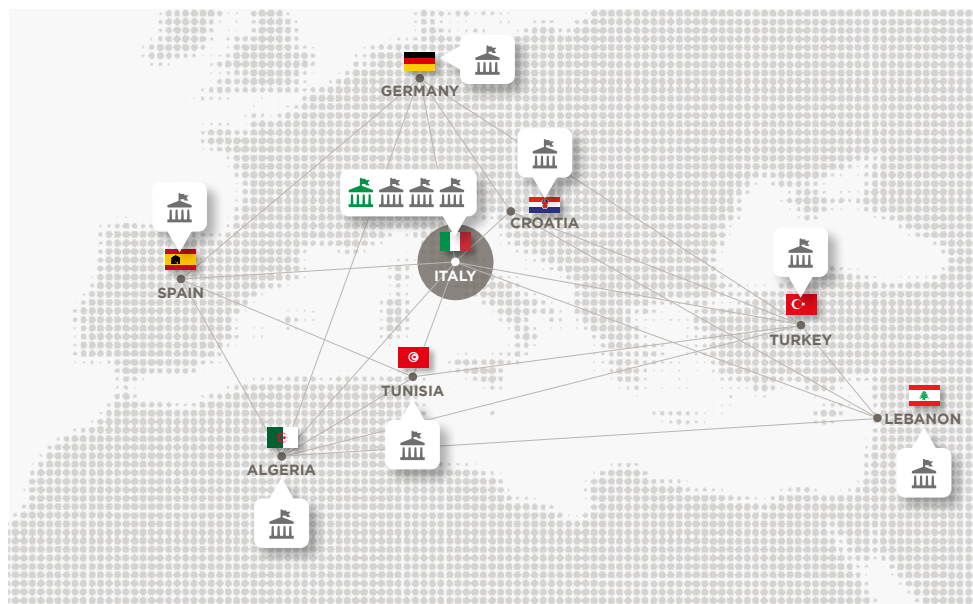 GERMANY
CROATIA
ITALY
SPAIN
TURKEY
TUNISIA
LEBANON
ALGERIA